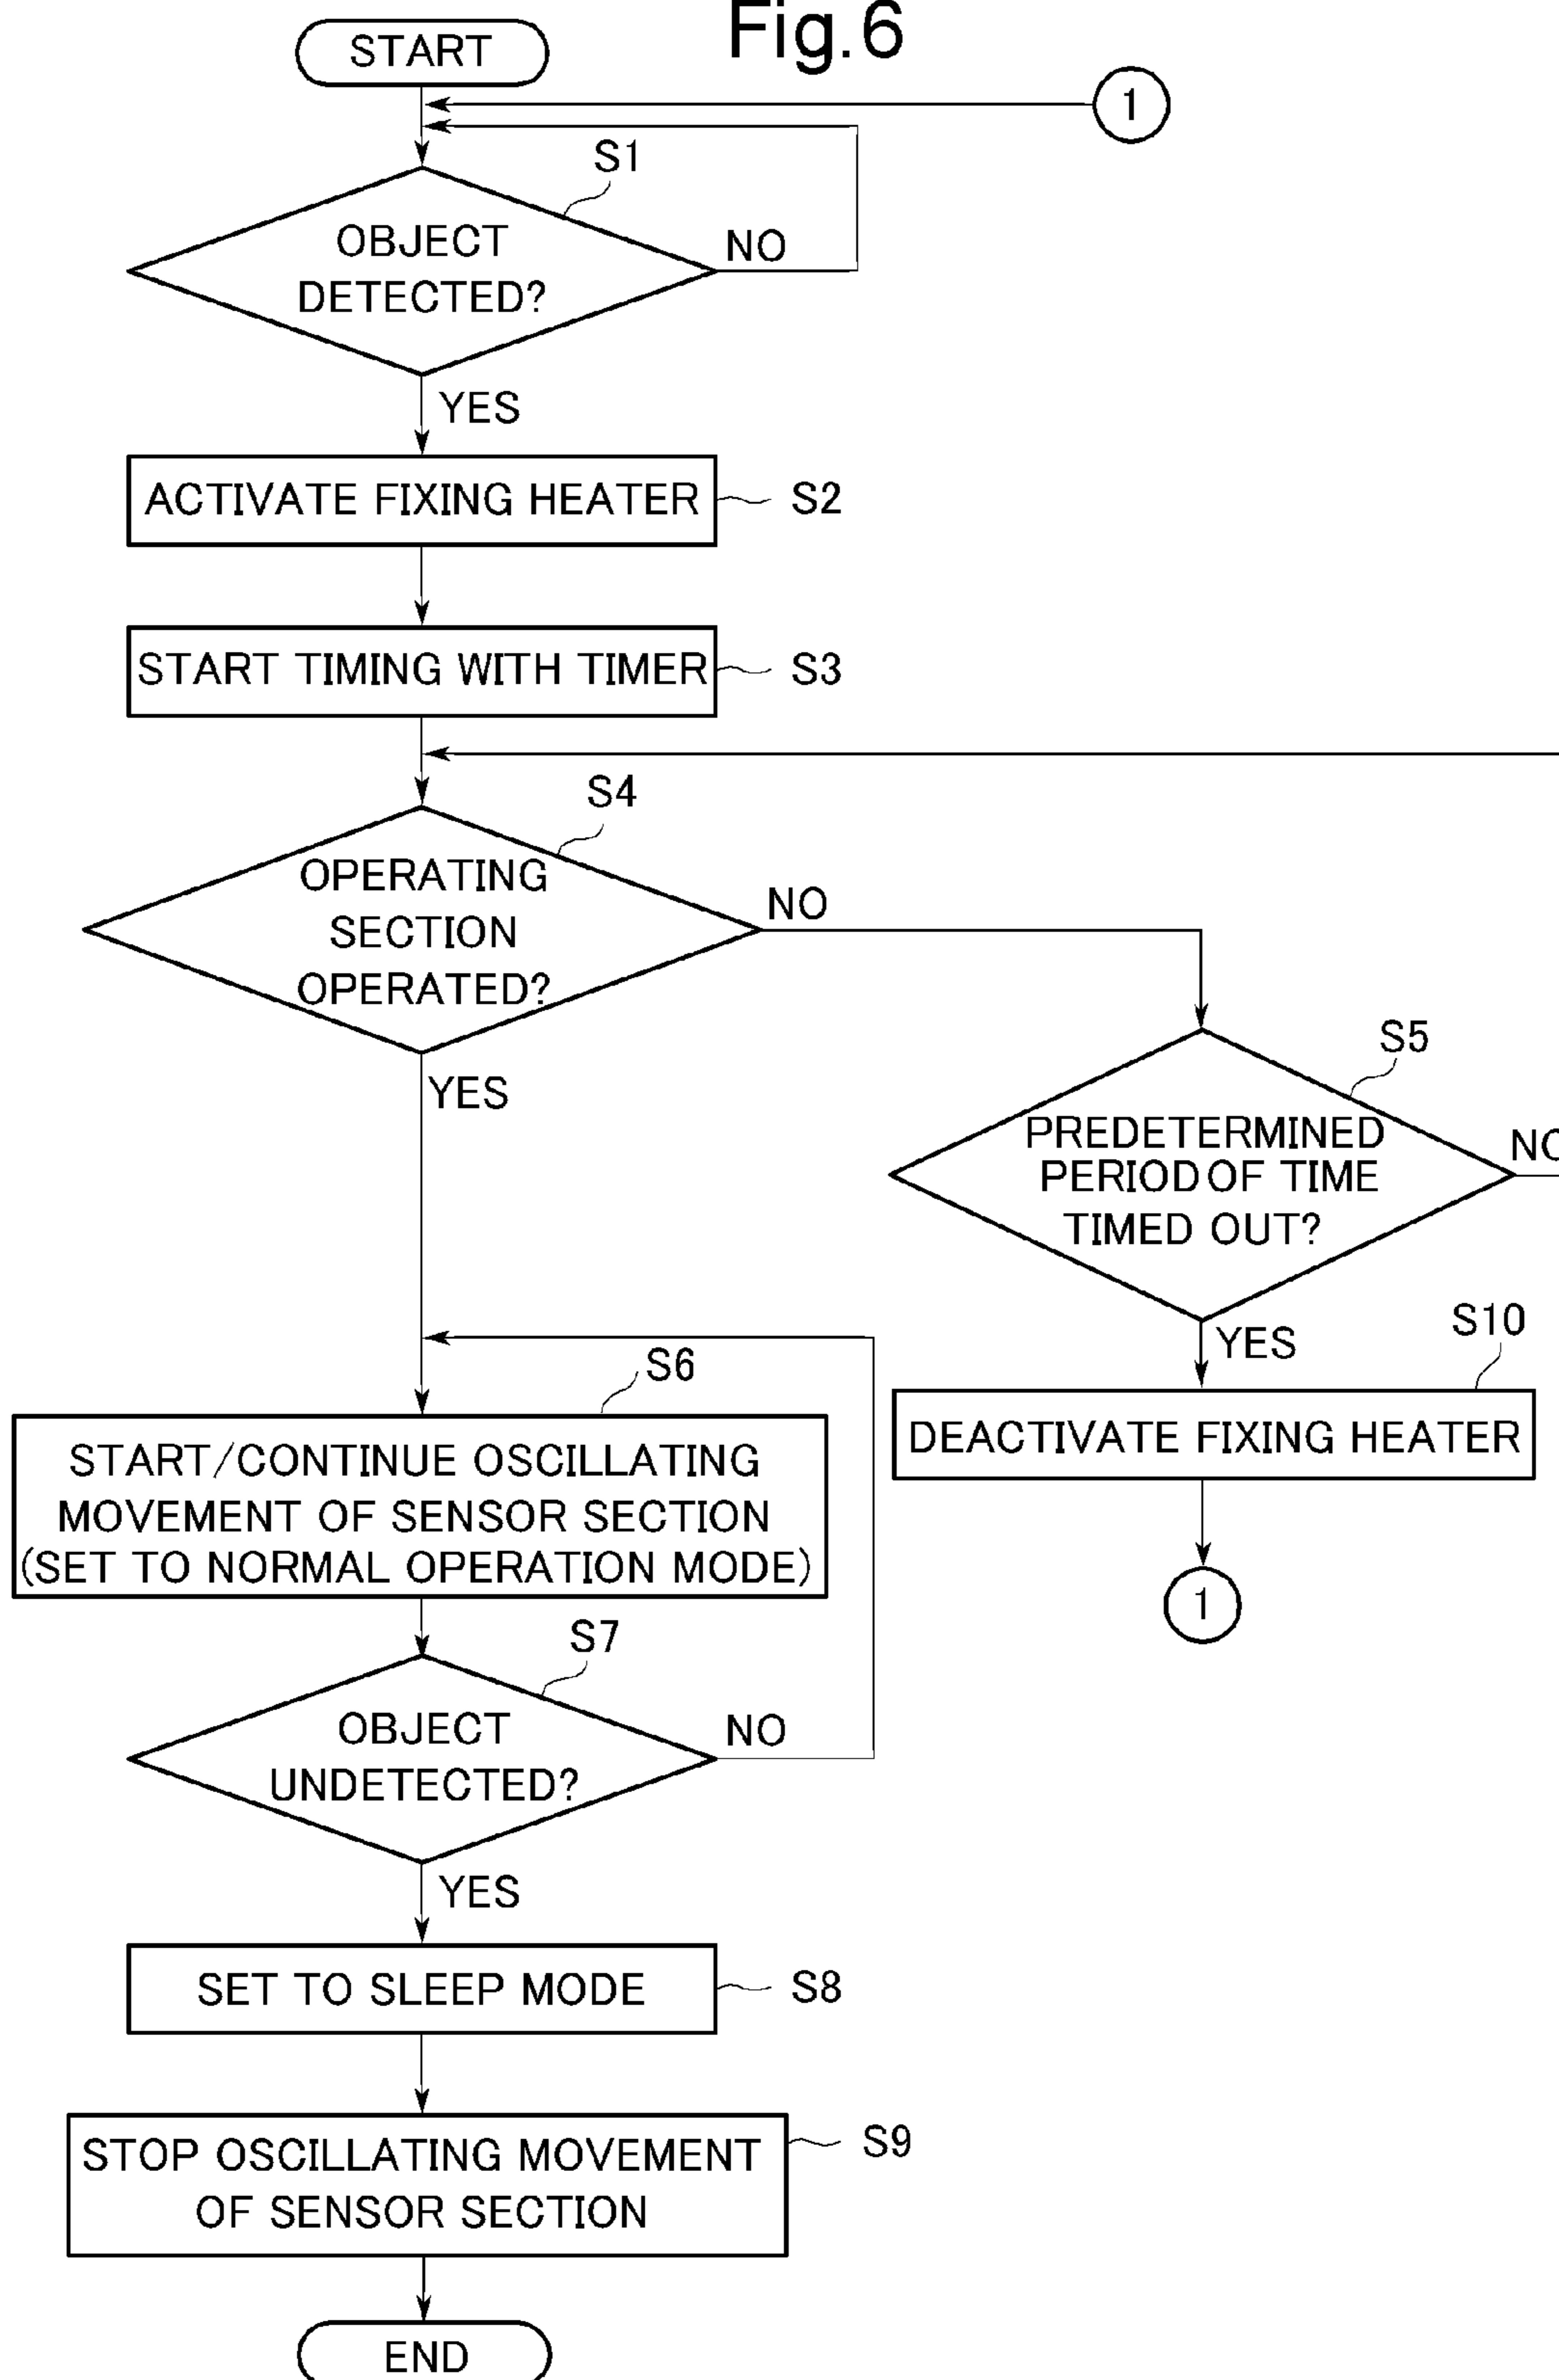 Fig.6
START
1
S1
OBJECT
DETECTED?
NO
YES
ACTIVATE FIXING HEATER
S2
START TIMING WITH TIMER
S3
S4
OPERATING
SECTION
OPERATED?
NO
YES
S5
PREDETERMINED
PERIOD OF TIME
TIMED OUT?
NO
YES
S10
DEACTIVATE FIXING HEATER
1
S6
START/CONTINUE OSCILLATING
MOVEMENT OF SENSOR SECTION
(SET TO NORMAL OPERATION MODE)
S7
OBJECT
UNDETECTED?
NO
YES
SET TO SLEEP MODE
S8
STOP OSCILLATING MOVEMENT
OF SENSOR SECTION
S9
END